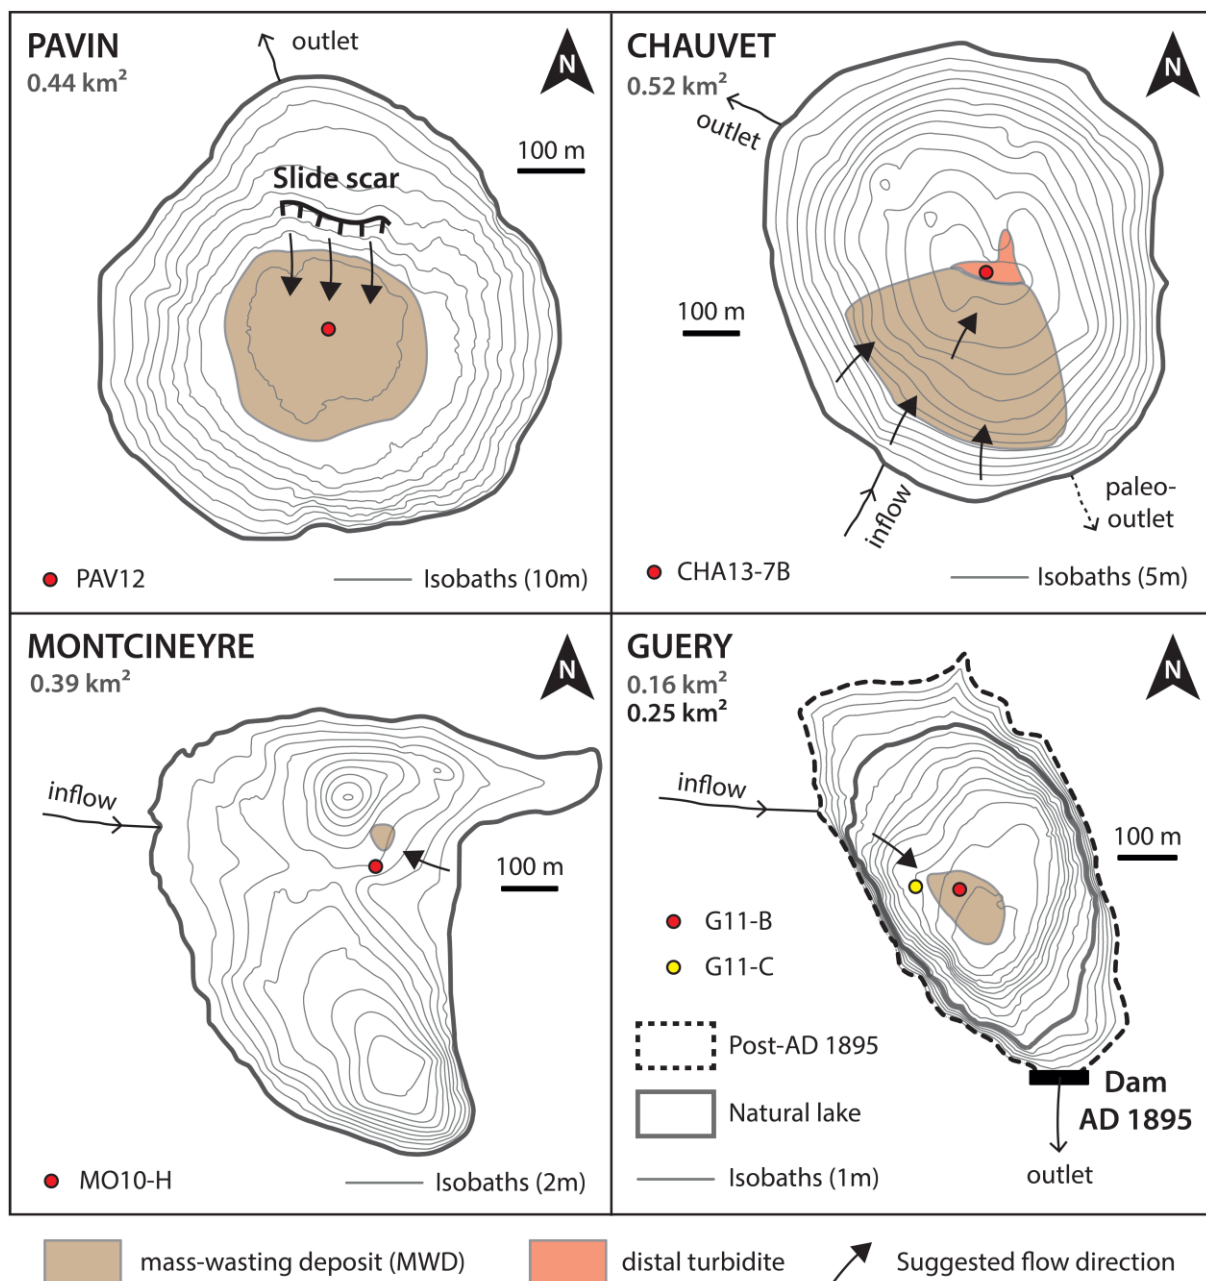 PAVIN
0.44 km²
outlet
N
100 m
Slide scar
PAV12
Isobaths (10m)
CHAUVET
0.52 km²
outlet
N
100 m
inflow
paleo-
outlet
CHA13-7B
Isobaths (5m)
MONTCINEYRE
0.39 km²
N
inflow
100 m
MO10-H
Isobaths (2m)
GUERY
0.16 km²
0.25 km²
N
inflow
100 m
G11-B
G11-C
Post-AD 1895
Natural lake
Isobaths (1m)
Dam
AD 1895
outlet
mass-wasting deposit (MWD)
distal turbidite
Suggested flow direction